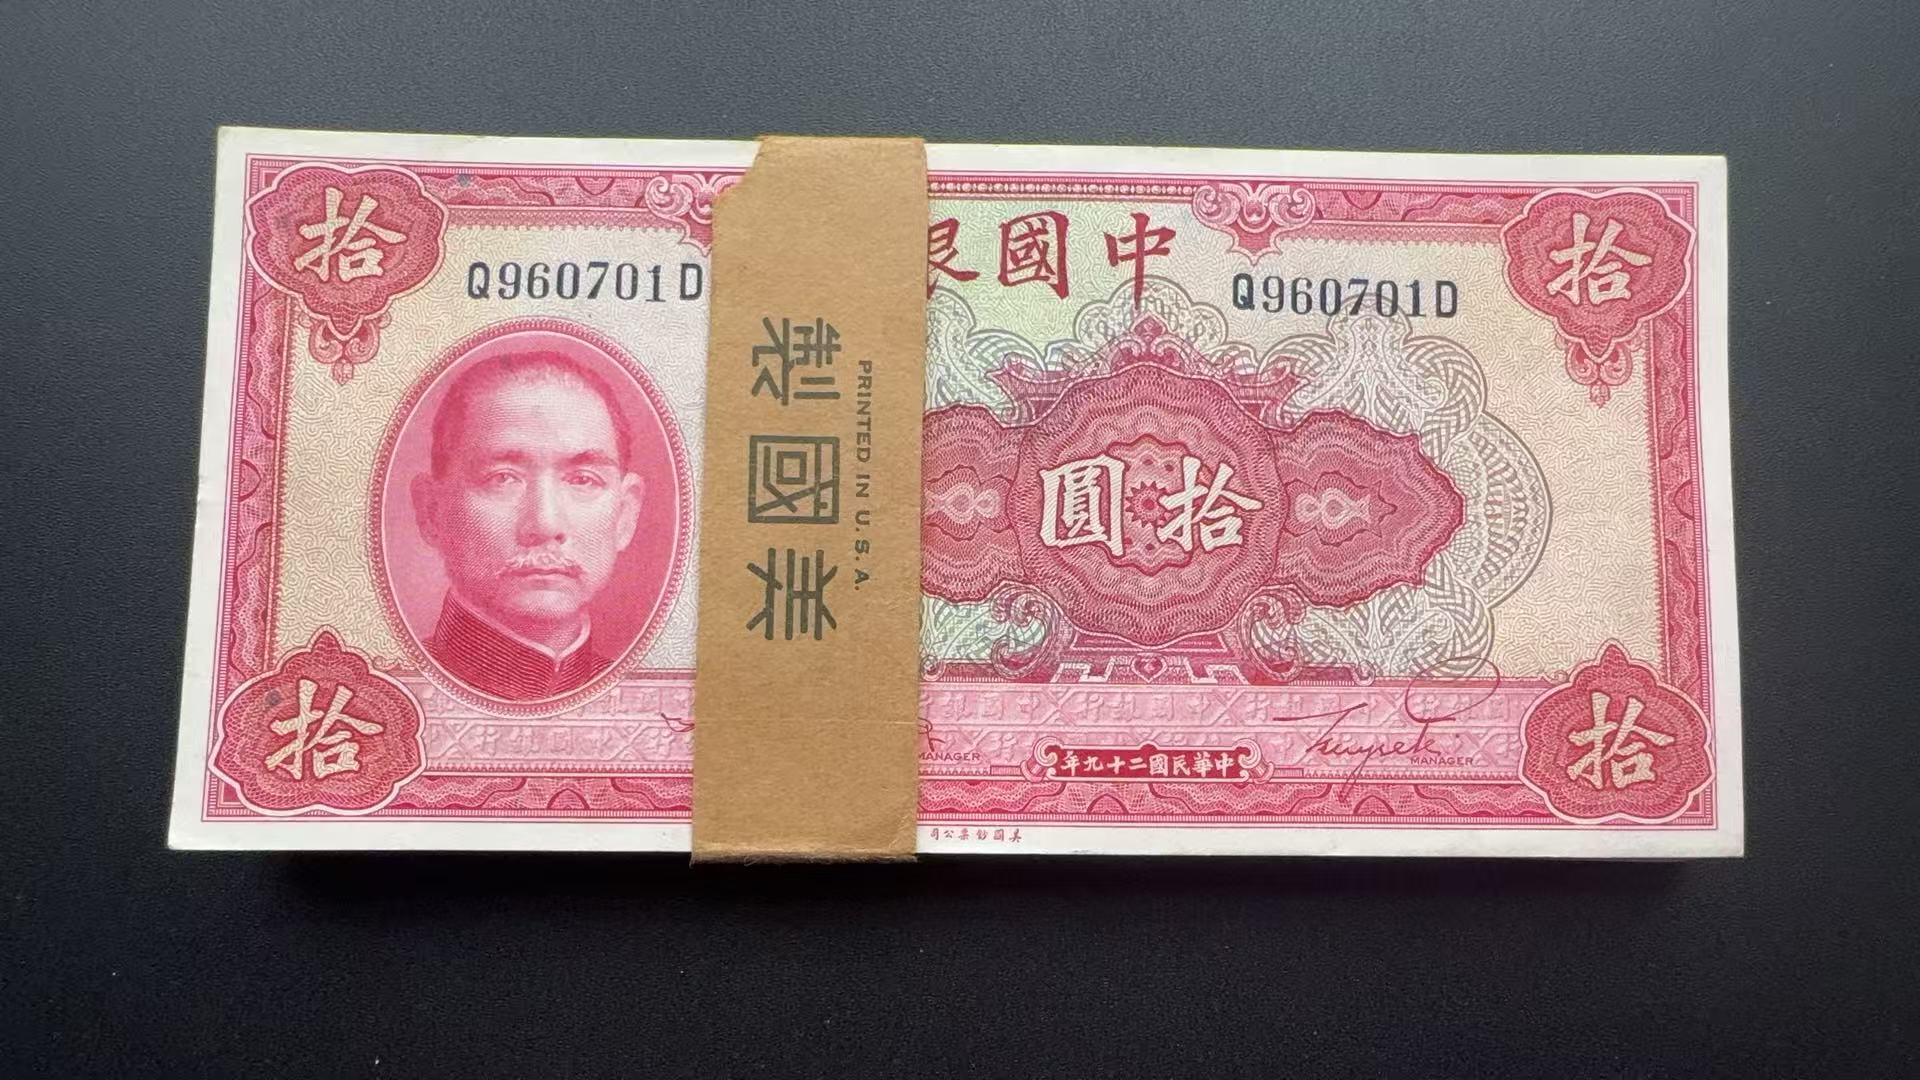 拾
拾
Q960701D
中國銀
Q960701D
美國製
PRINTED IN U.S.A.
拾圓
MANAGER
中華民國二十九年
MANAGER
拾
拾
美國鈔票公司